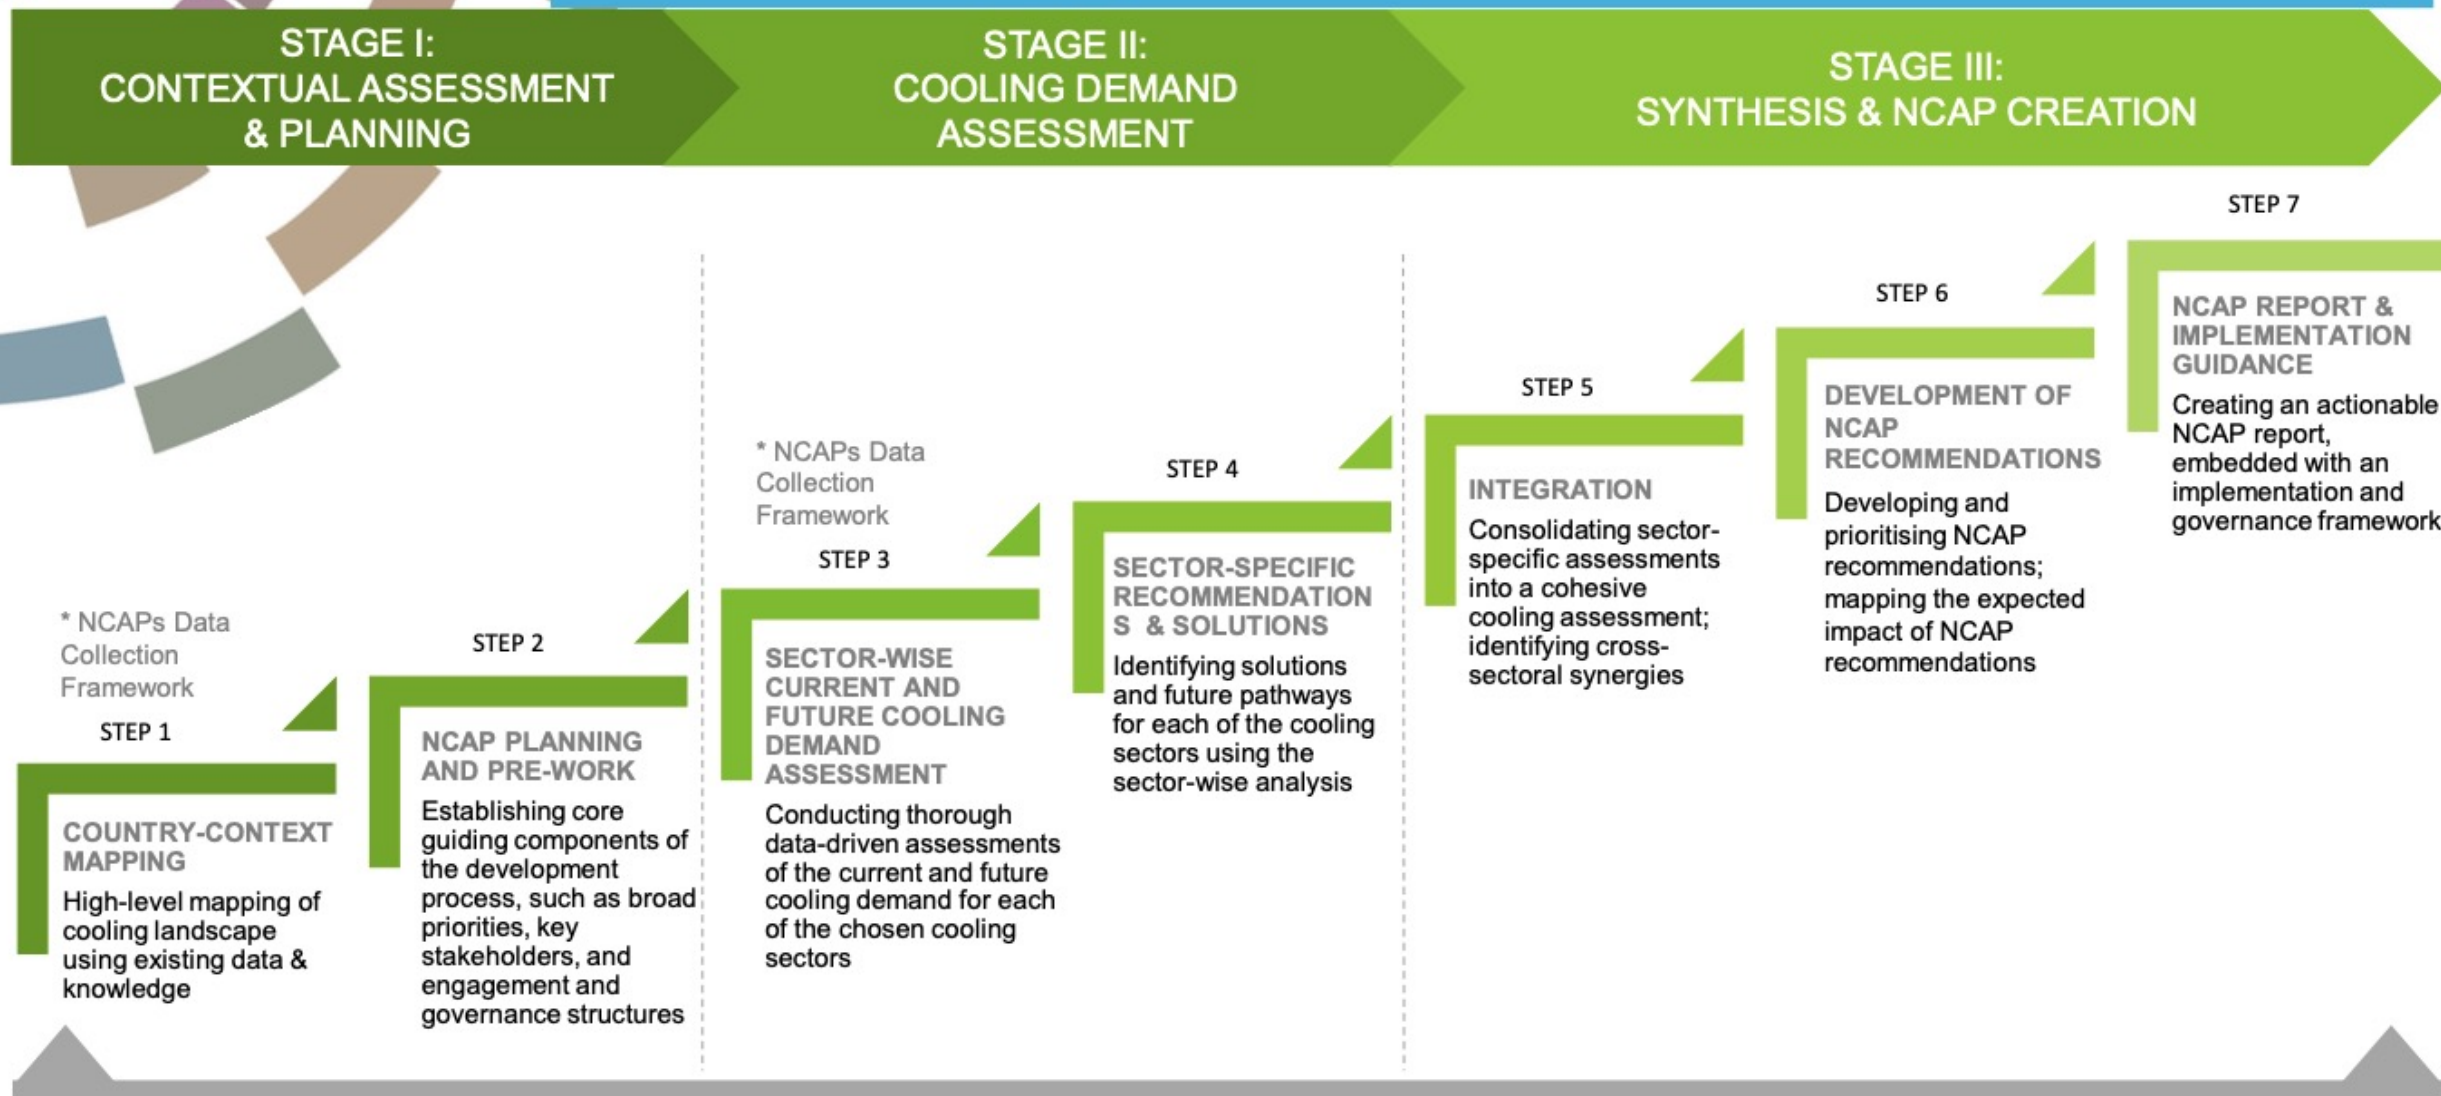 STAGE I:
CONTEXTUAL ASSESSMENT
& PLANNING
STAGE II:
COOLING DEMAND
ASSESSMENT
STAGE III:
SYNTHESIS & NCAP CREATION
* NCAPs Data
Collection
Framework
STEP 1
COUNTRY-CONTEXT
MAPPING
High-level mapping of
cooling landscape
using existing data &
knowledge
STEP 2
NCAP PLANNING
AND PRE-WORK
Establishing core
guiding components of
the development
process, such as broad
priorities, key
stakeholders, and
engagement and
governance structures
* NCAPs Data
Collection
Framework
STEP 3
SECTOR-WISE
CURRENT AND
FUTURE COOLING
DEMAND
ASSESSMENT
Conducting thorough
data-driven assessments
of the current and future
cooling demand for each
of the chosen cooling
sectors
STEP 4
SECTOR-SPECIFIC
RECOMMENDATION
S & SOLUTIONS
Identifying solutions
and future pathways
for each of the cooling
sectors using the
sector-wise analysis
STEP 5
INTEGRATION
Consolidating sector-
specific assessments
into a cohesive
cooling assessment;
identifying cross-
sectoral synergies
STEP 6
DEVELOPMENT OF
NCAP
RECOMMENDATIONS
Developing and
prioritising NCAP
recommendations;
mapping the expected
impact of NCAP
recommendations
STEP 7
NCAP REPORT &
IMPLEMENTATION
GUIDANCE
Creating an actionable
NCAP report,
embedded with an
implementation and
governance framework